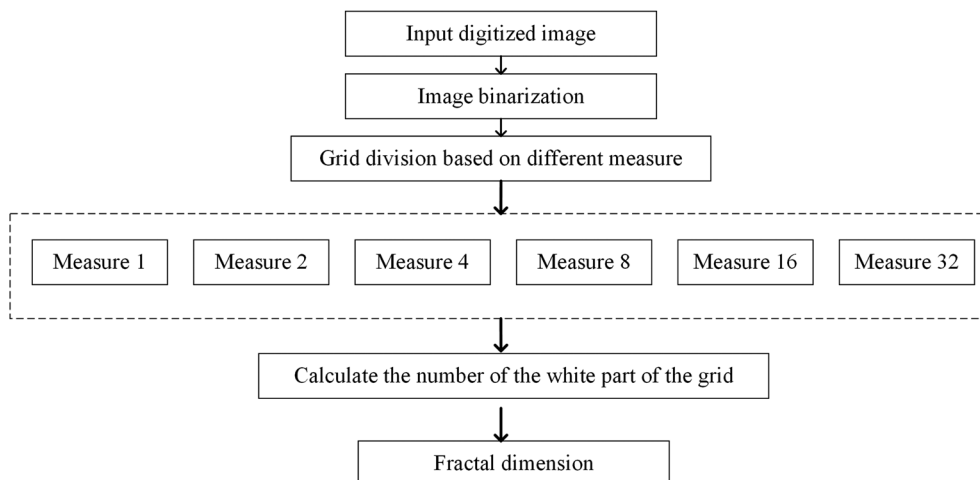 Input digitized image
Image binarization
Grid division based on different measure
Measure 1 Measure 2 Measure 4 Measure 8 Measure 16 Measure 32
Calculate the number of the white part of the grid
Fractal dimension